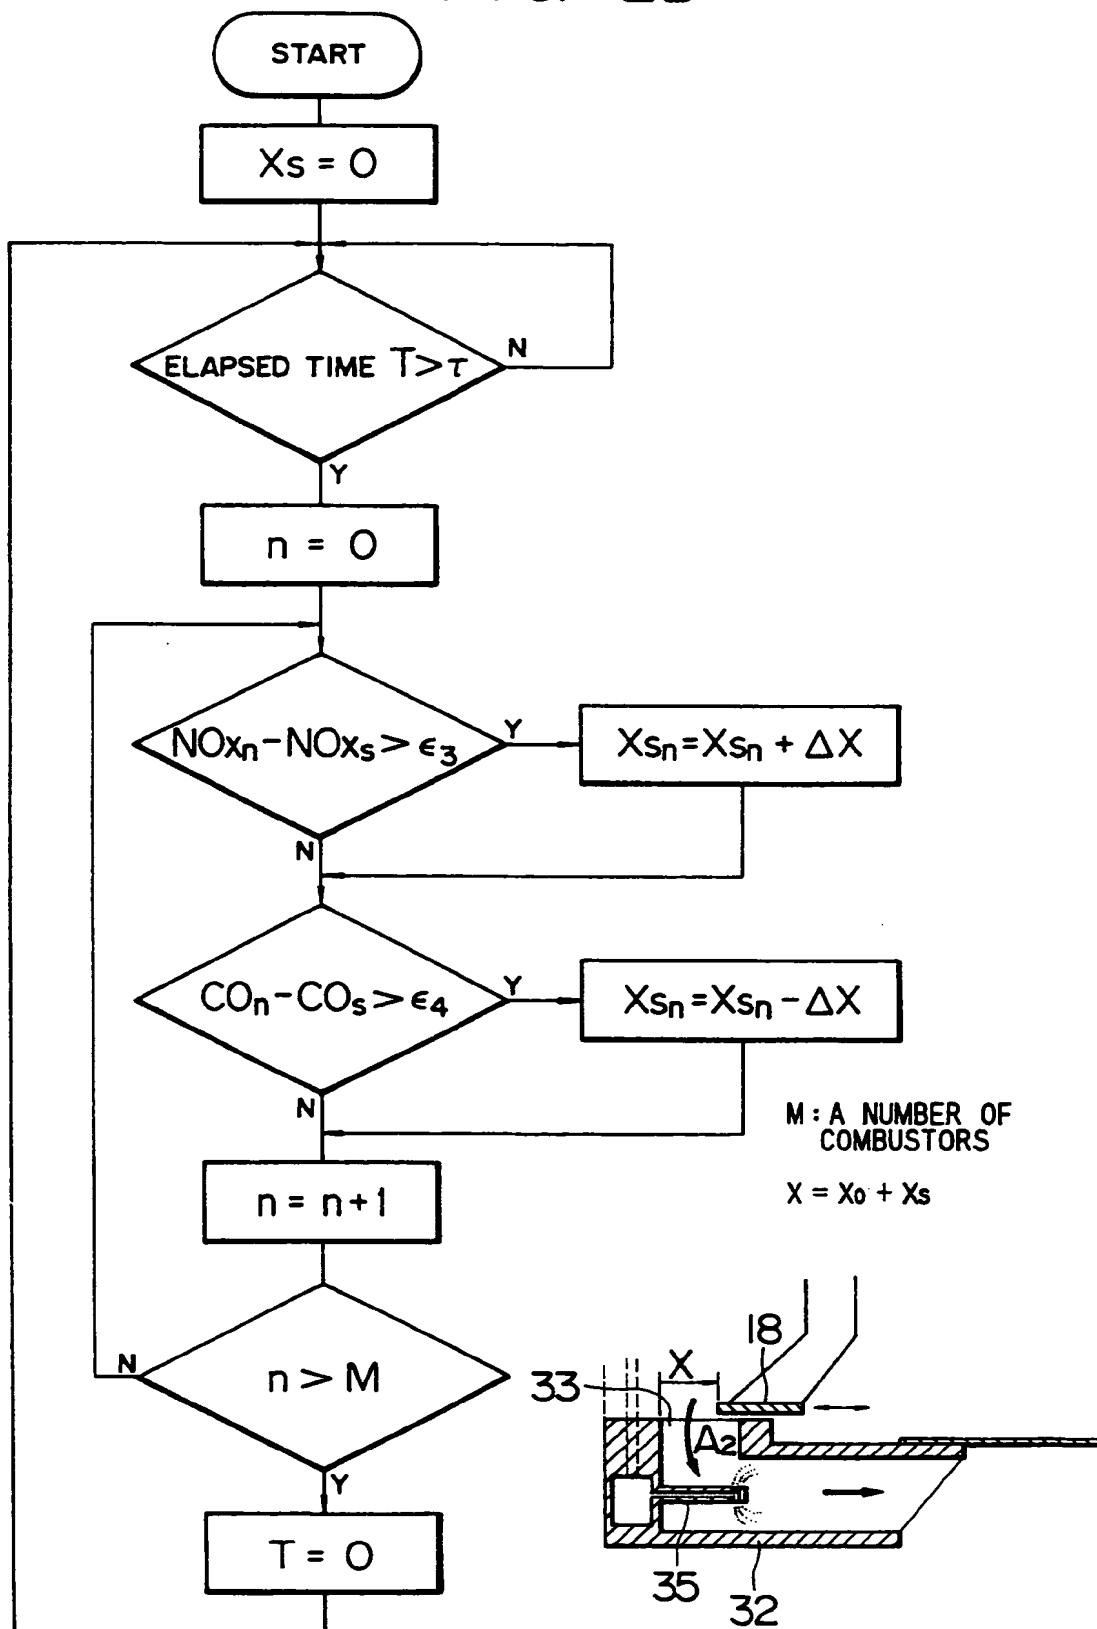 START
Xs = 0
ELAPSED TIME T > τ
N
Y
n = 0
NOxn - NOxs > ε3
Y
Xsn = Xsn + ΔX
N
COn - COs > ε4
Y
Xsn = Xsn - ΔX
N
M : A NUMBER OF
COMBUSTORS
n = n+1
X = X0 + Xs
N
n > M
Y
T = 0
18
X
33
A2
35
32